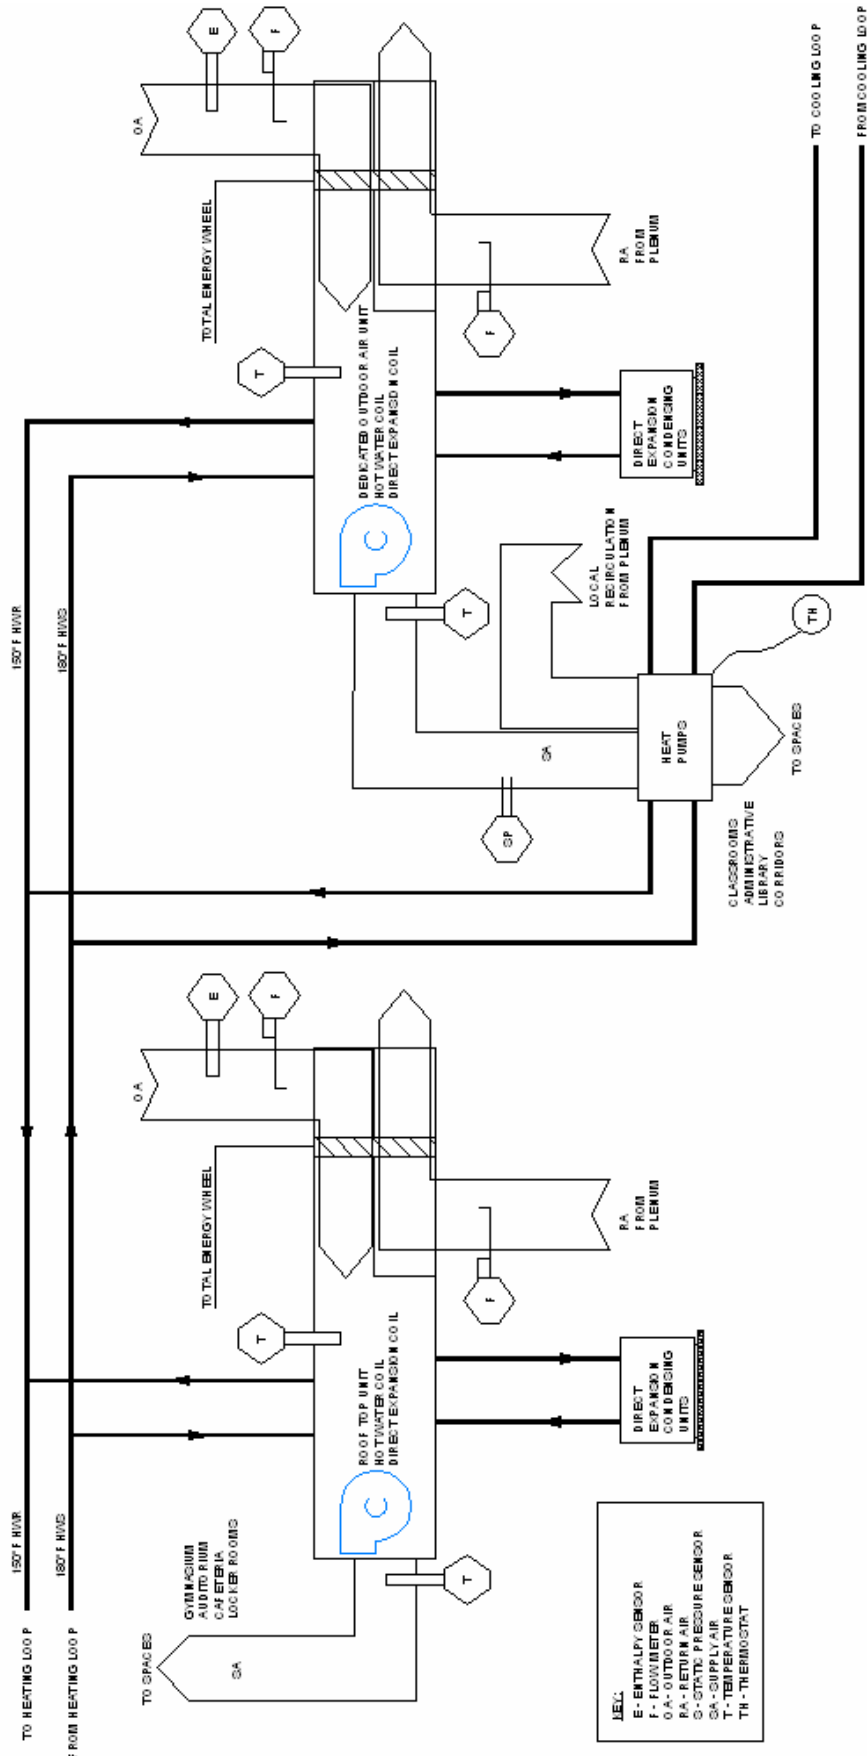 TO HEATING LOOP
HWR
HWR
FROM HEATING LOOP
180°F HWS
180°F HWS
TO SPACES
SA
GYMNASIUM
AUDITORIUM
CAFETERIA
LOCKER ROOMS
T
TOTAL ENERGY WHEEL
OA
E
F
ROOF TOP UNIT
HOT WATER COIL
DIRECT EXPANSION COIL
C
T
F
RA
FROM
PLENUM
DIRECT
EXPANSION
CONDENSING
UNITS
T
TOTAL ENERGY WHEEL
OA
E
F
DEDICATED OUTDOOR AIR UNIT
HOT WATER COIL
DIRECT EXPANSION COIL
C
T
F
RA
FROM
PLENUM
DIRECT
EXPANSION
CONDENSING
UNITS
SP
SA
LOCAL
RECIRCULATION
FROM PLENUM
HEAT
PUMPS
TH
CLASSROOMS
ADMINISTRATIVE
LIBRARY
CORRIDORS
TO SPACES
TO COOLING LOOP
FROM COOLING LOOP
KEY:
E - ENTHALPY SENSOR
F - FLOW METER
OA - OUTDOOR AIR
RA - RETURN AIR
S - STATIC PRESSURE SENSOR
SA - SUPPLY AIR
T - TEMPERATURE SENSOR
TH - THERMOSTAT